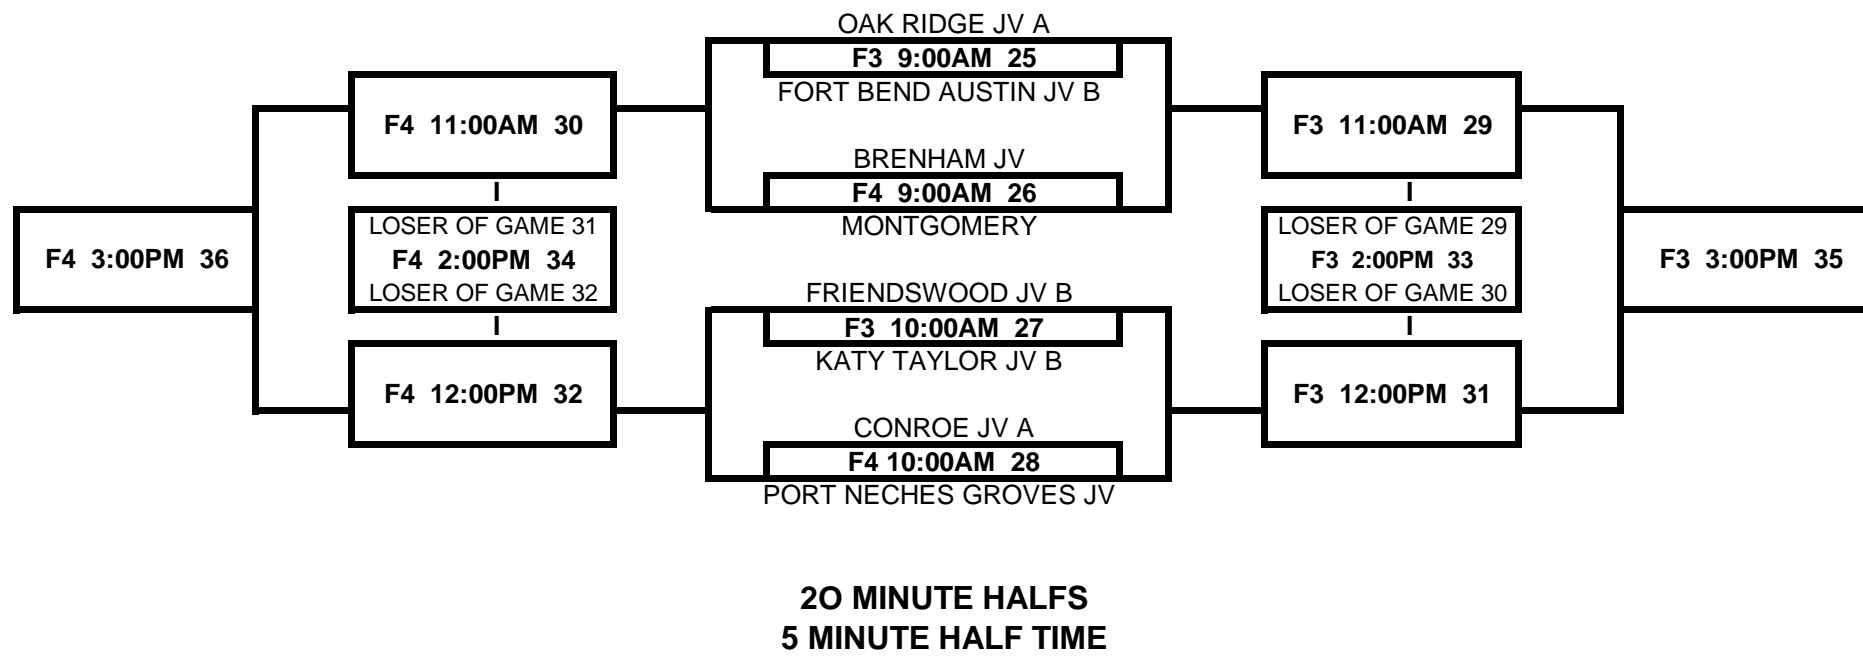 OAK RIDGE JV A
F3 9:00AM 25
FORT BEND AUSTIN JV B
F4 11:00AM 30
F3 11:00AM 29
BRENHAM JV
F4 9:00AM 26
MONTGOMERY
LOSER OF GAME 31
F4 2:00PM 34
LOSER OF GAME 32
LOSER OF GAME 29
F3 2:00PM 33
LOSER OF GAME 30
F4 3:00PM 36
F3 3:00PM 35
FRIENDSWOOD JV B
F3 10:00AM 27
KATY TAYLOR JV B
F4 12:00PM 32
F3 12:00PM 31
CONROE JV A
F4 10:00AM 28
PORT NECHES GROVES JV
2O MINUTE HALFS
5 MINUTE HALF TIME